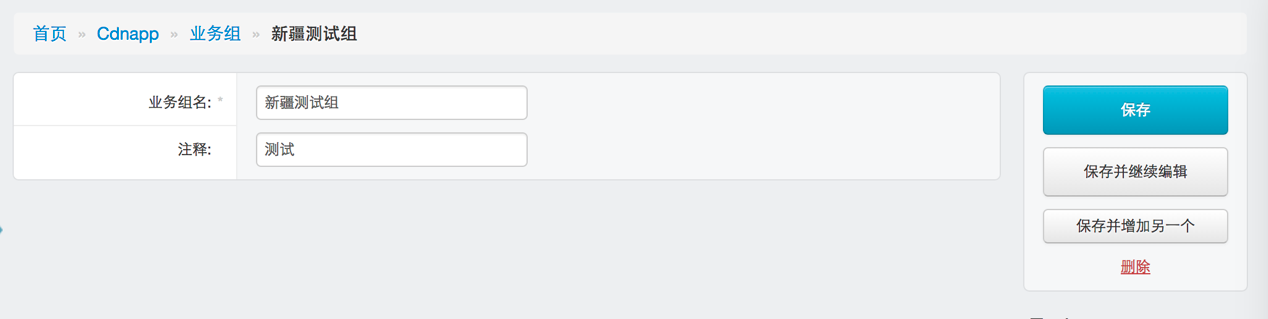 首页 » Cdnapp » 业务组 » 新疆测试组
业务组名: *
新疆测试组
注释:
测试
保存
保存并继续编辑
保存并增加另一个
删除